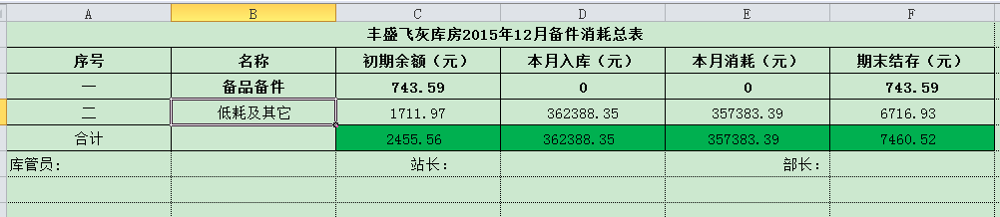 A B C D E F
丰盛飞灰库房2015年12月备件消耗总表
序号 名称 初期余额（元） 本月入库（元） 本月消耗（元） 期末结存（元）
一 备品备件 743.59 0 0 743.59
二 低耗及其它 1711.97 362388.35 357383.39 6716.93
合计 2455.56 362388.35 357383.39 7460.52
库管员: 站长: 部长: